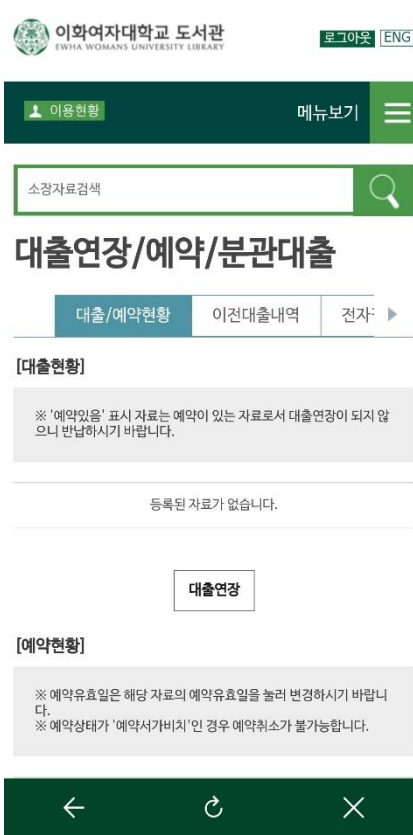 이화여자대학교 도서관
EWHA WOMANS UNIVERSITY LIBRARY
로그아웃 ENG
이용현황
메뉴보기
소장자료검색
대출연장/예약/분관대출
대출/예약현황 이전대출내역 전자
[대출현황]
※ '예약있음' 표시 자료는 예약이 있는 자료로서 대출연장이 되지 않
으니 반납하시기 바랍니다.
등록된 자료가 없습니다.
대출연장
[예약현황]
※ 예약유효일은 해당 자료의 예약유효일을 눌러 변경하시기 바랍니
다.
※ 예약상태가 '예약서가비치'인 경우 예약취소가 불가능합니다.